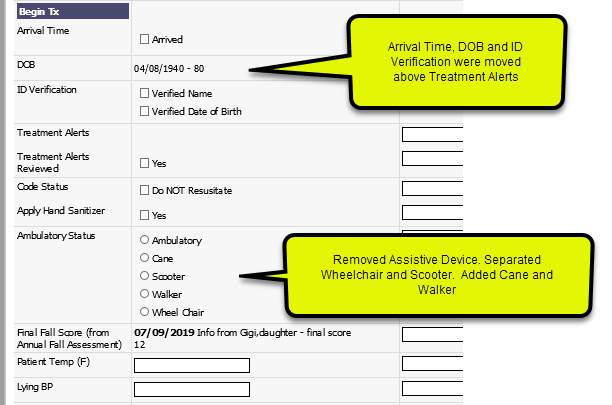 Begin Tx
Arrival Time
Arrived
DOB
04/08/1940 - 80
ID Verification
Verified Name
Verified Date of Birth
Arrival Time, DOB and ID
Verification were moved
above Treatment Alerts
Treatment Alerts
Treatment Alerts
Reviewed
Yes
Code Status
Do NOT Resusitate
Apply Hand Sanitizer
Yes
Ambulatory Status
Ambulatory
Cane
Scooter
Walker
Wheel Chair
Removed Assistive Device. Separated
Wheelchair and Scooter. Added Cane and
Walker
Final Fall Score (from
Annual Fall Assessment)
07/09/2019 Info from Gigi,daughter - final score
12
Patient Temp (F)
Lying BP